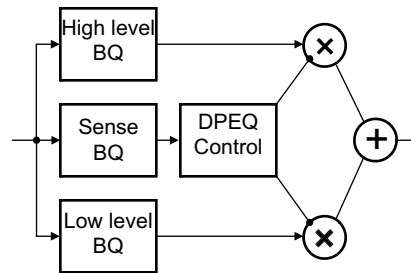 High level
BQ
Sense
BQ
DPEQ
Control
Low level
BQ
×
+
×